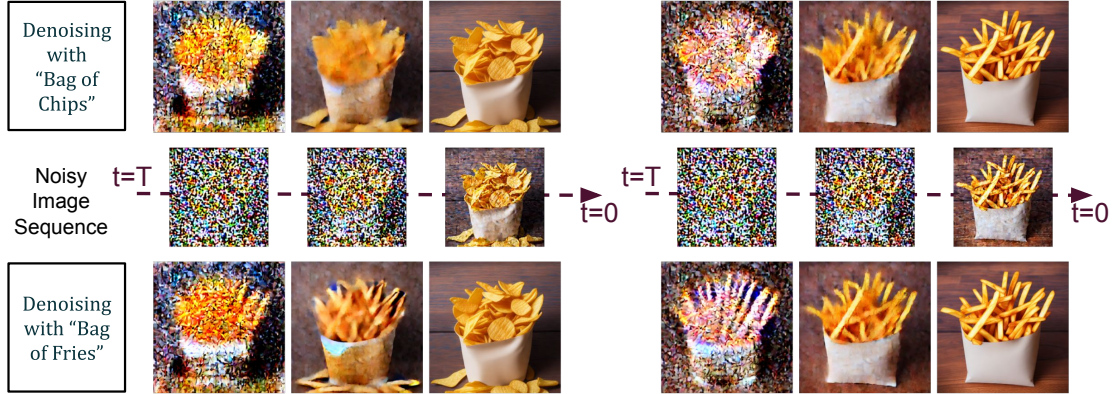 Denoising
with
“Bag of
Chips”
Noisy
Image
Sequence
t=T
t=0
t=T
t=0
Denoising
with “Bag
of Fries”